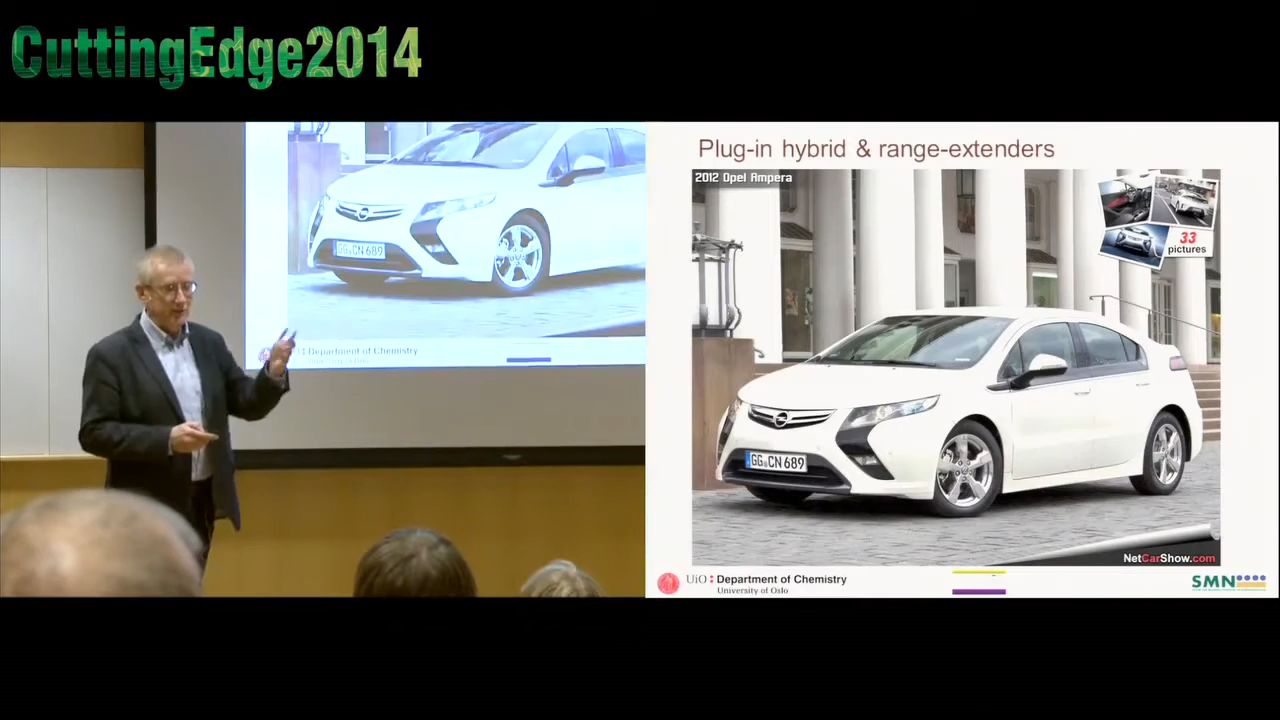 CuttingEdge2014
GG CN 689
UiO: Department of Chemistry
Plug-in hybrid & range-extenders
2012 Opel Ampera
33
pictures
GG CN 689
NetCarShow.com
UiO: Department of Chemistry
University of Oslo
SMN